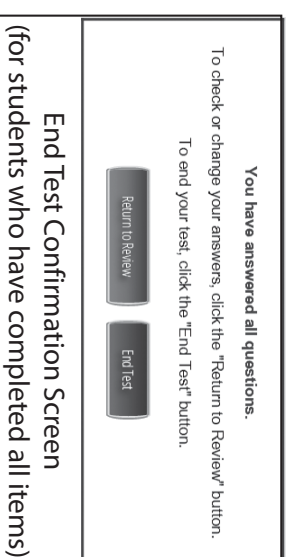 You have answered all questions.
To check or change your answers, click the "Return to Review" button.
To end your test, click the "End Test" button.
Return to Review
End Test
End Test Confirmation Screen
(for students who have completed all items)